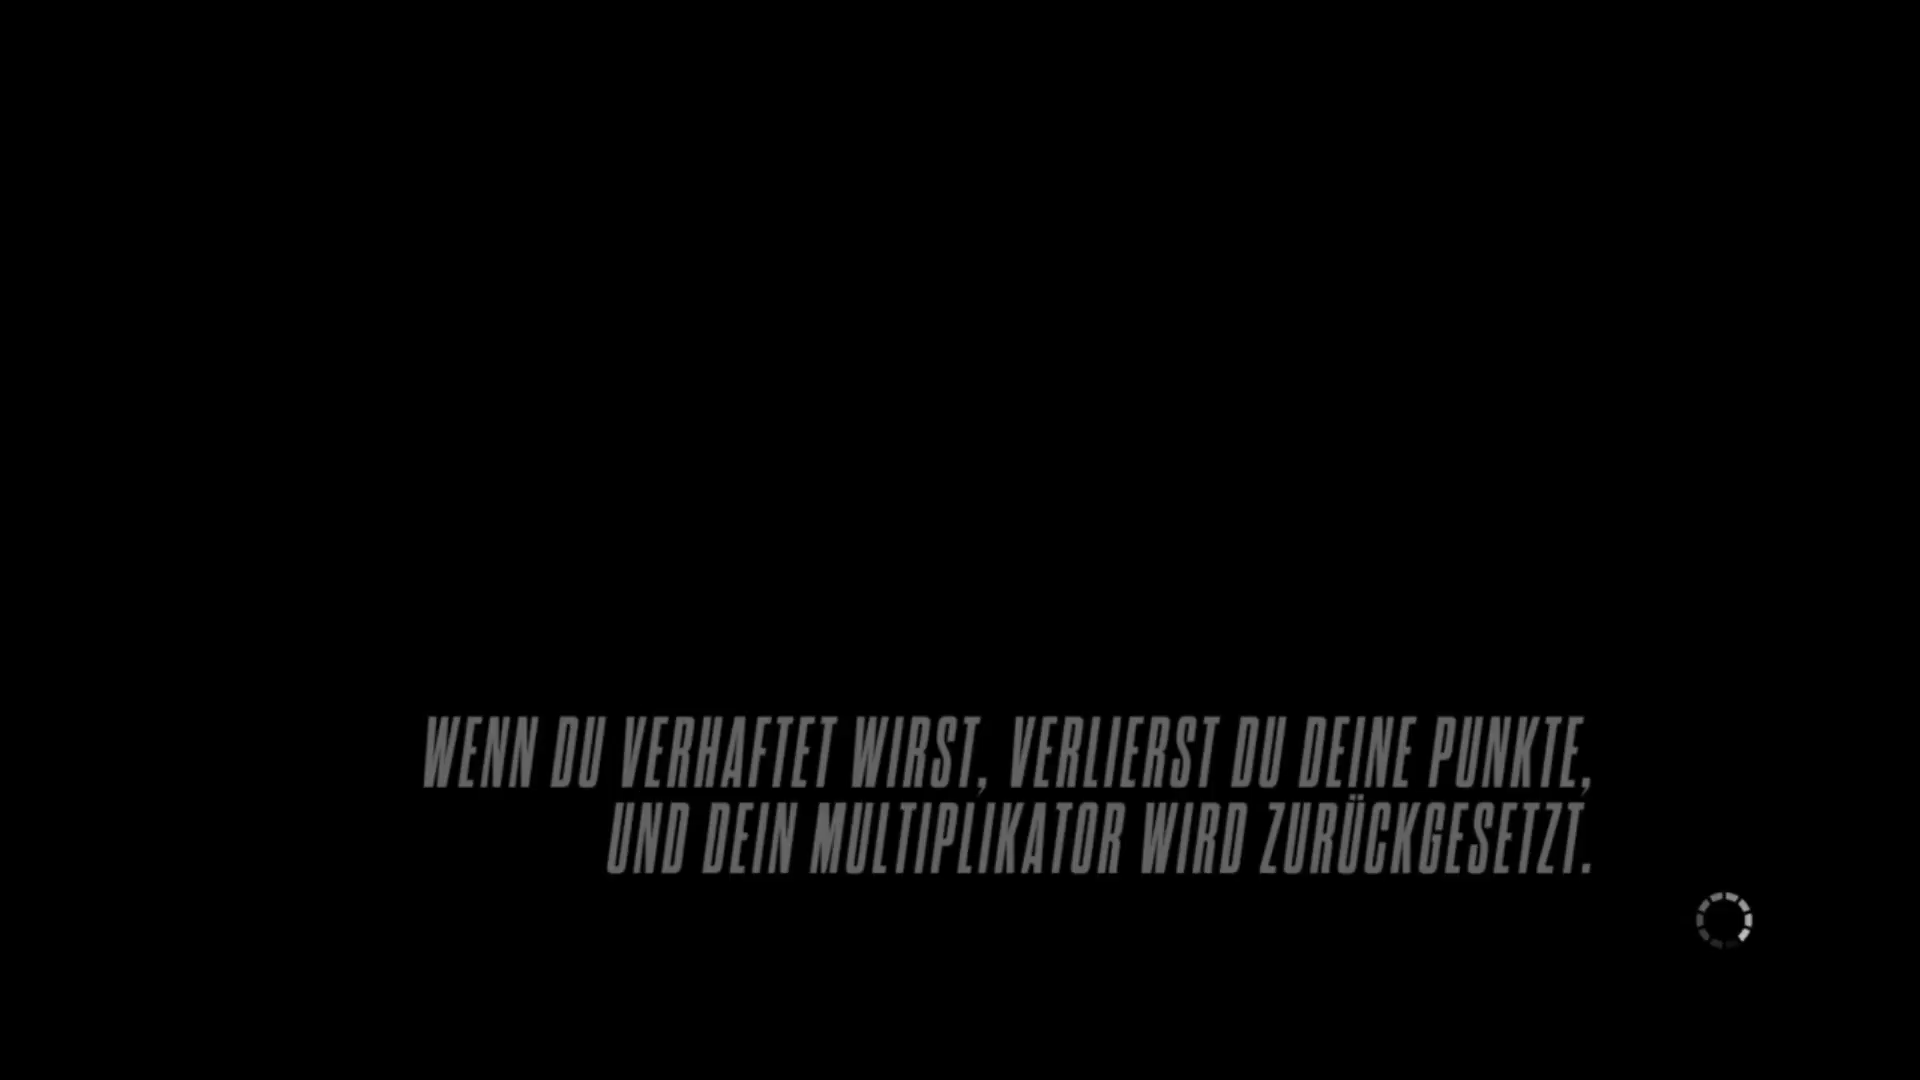 WENN DU VERHAFTET WIRST, VERLIERST DU DEINE PUNKTE,
UND DEIN MULTIPLIKATOR WIRD ZURÜCKGESETZT.